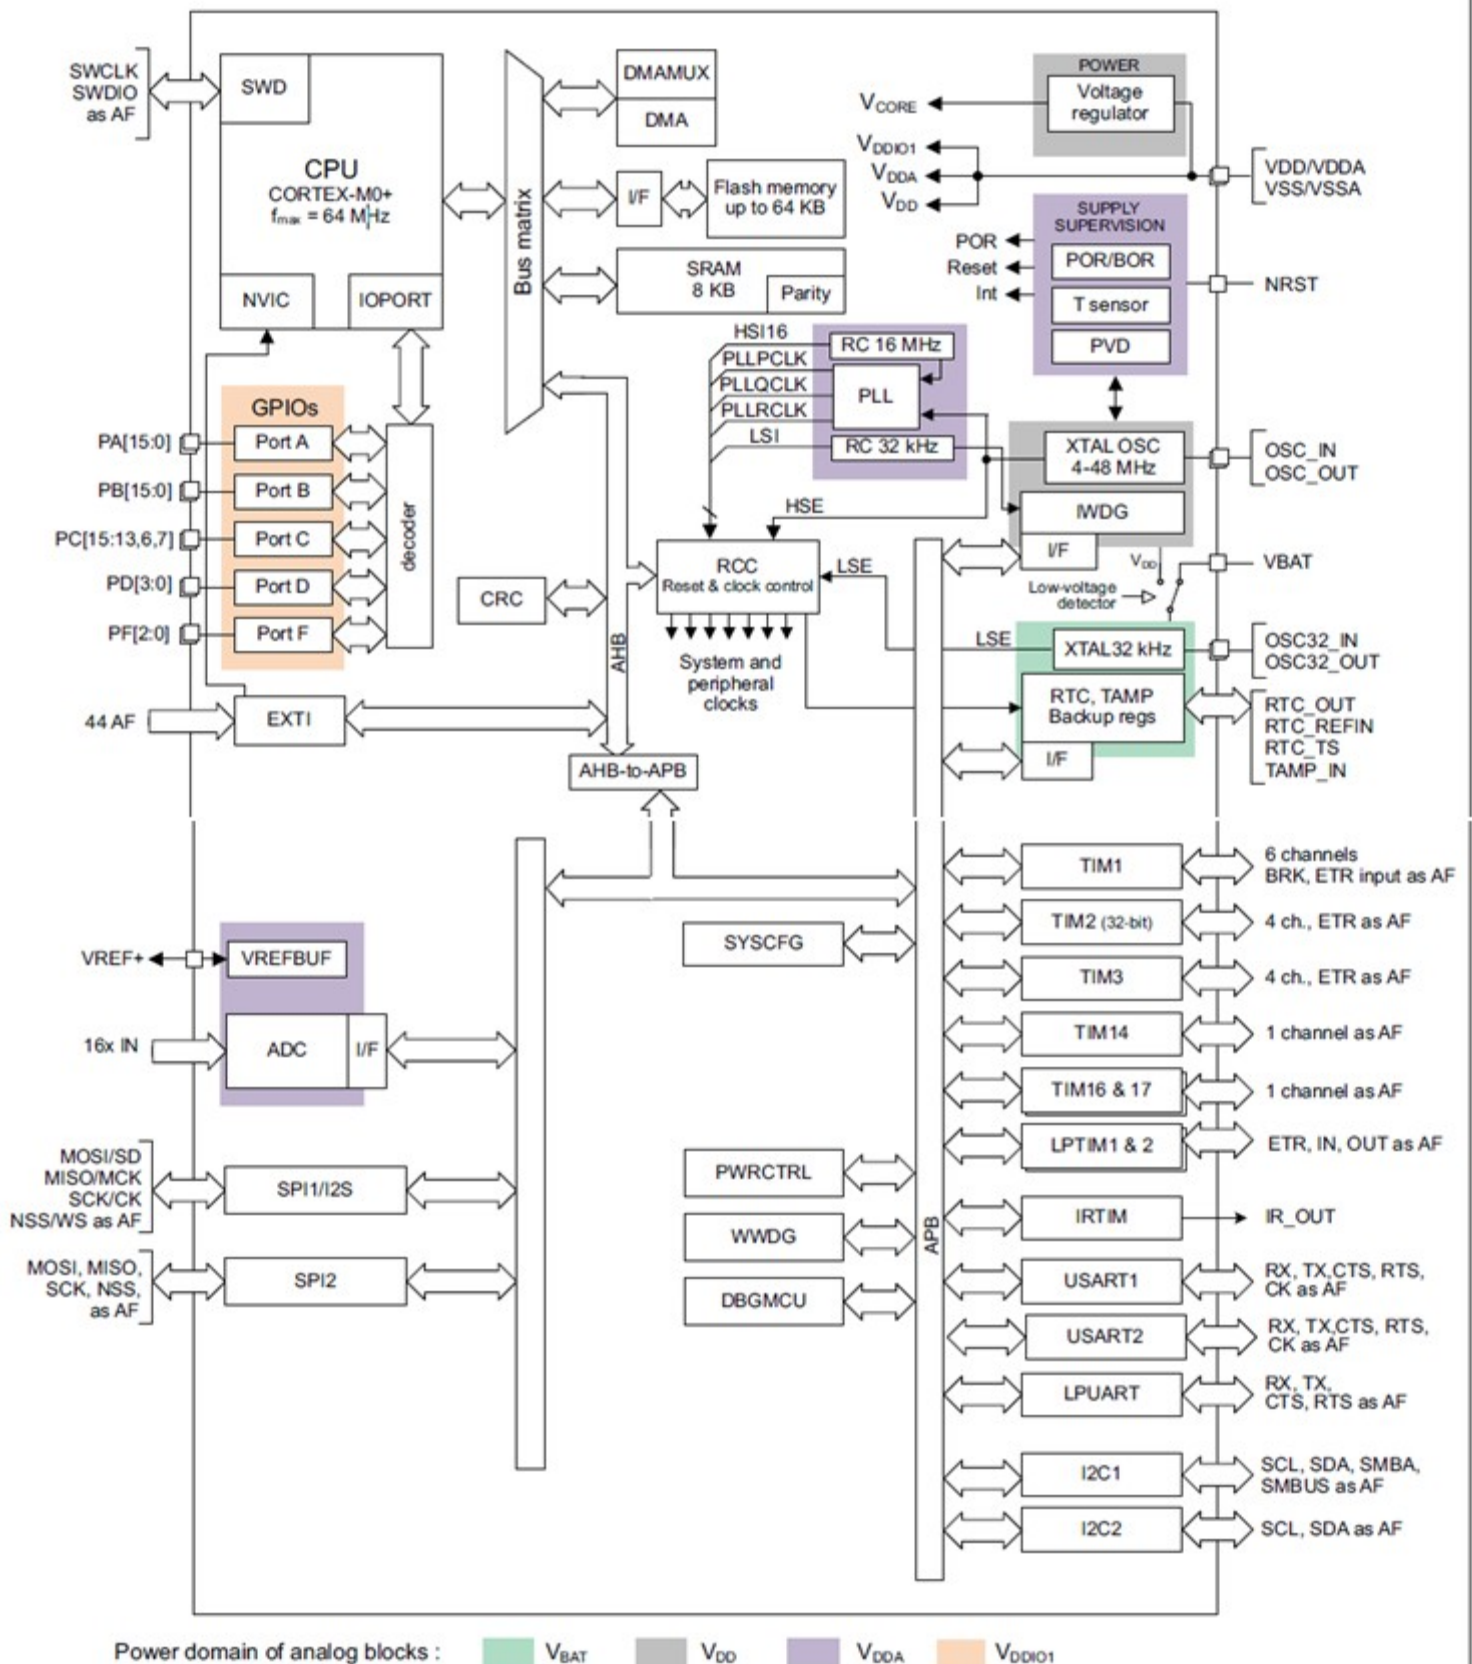 SWCLK
SWDIO
as AF
SWD
CPU
CORTEX-M0+
fmax = 64 MHz
NVIC
IOPORT
Bus matrix
DMAMUX
DMA
I/F
Flash memory
up to 64 KB
SRAM
8 KB
Parity
POWER
Voltage
regulator
VCORE
VDDIO1
VDDA
VDD
VDD/VDDA
VSS/VSSA
SUPPLY
SUPERVISION
POR
Reset
Int
POR/BOR
T sensor
PVD
NRST
HSI16
PLLPCLK
PLLQCLK
PLLRCLK
LSI
RC 16 MHz
PLL
RC 32 kHz
GPIOs
PA[15:0]
Port A
PB[15:0]
Port B
PC[15:13,6,7]
Port C
PD[3:0]
Port D
PF[2:0]
Port F
decoder
XTAL OSC
4-48 MHz
OSC_IN
OSC_OUT
IWDG
I/F
HSE
VDD
VBAT
Low-voltage
detector
RCC
Reset & clock control
LSE
CRC
AHB
System and
peripheral
clocks
LSE
XTAL32 kHz
OSC32_IN
OSC32_OUT
RTC, TAMP
Backup regs
I/F
RTC_OUT
RTC_REFIN
RTC_TS
TAMP_IN
44 AF
EXTI
AHB-to-APB
TIM1
6 channels
BRK, ETR input as AF
SYSCFG
TIM2 (32-bit)
4 ch., ETR as AF
VREF+
VREFBUF
TIM3
4 ch., ETR as AF
16x IN
ADC
I/F
TIM14
1 channel as AF
TIM16 & 17
1 channel as AF
LPTIM1 & 2
ETR, IN, OUT as AF
MOSI/SD
MISO/MCK
SCK/CK
NSS/WS as AF
SPI1/I2S
PWRCTRL
APB
IRTIM
IR_OUT
WWDG
MOSI, MISO,
SCK, NSS,
as AF
SPI2
DBGMCU
USART1
RX, TX,CTS, RTS,
CK as AF
USART2
RX, TX,CTS, RTS,
CK as AF
LPUART
RX, TX,
CTS, RTS as AF
I2C1
SCL, SDA, SMBA,
SMBUS as AF
I2C2
SCL, SDA as AF
Power domain of analog blocks : VBAT VDD VDDA VDDIO1